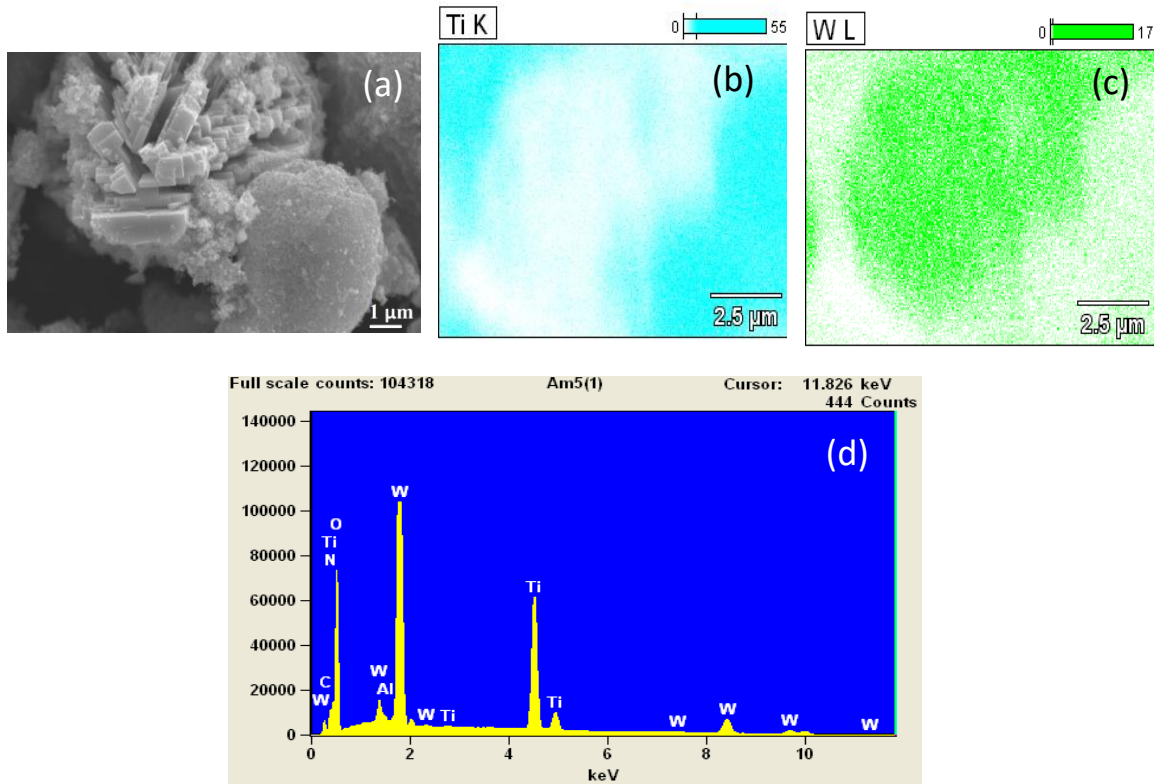 (a)
1 µm
Ti K
0 55
(b)
2.5 µm
W L
0 17
(c)
2.5 µm
Full scale counts: 104318 Am5(1) Cursor: 11.826 keV
444 Counts
(d)
140000
120000
100000
80000
60000
40000
20000
0
O
Ti
N
C
W
W
Al
W
W
Ti
Ti
Ti
W
W
W
W
0 2 4 6 8 10
keV